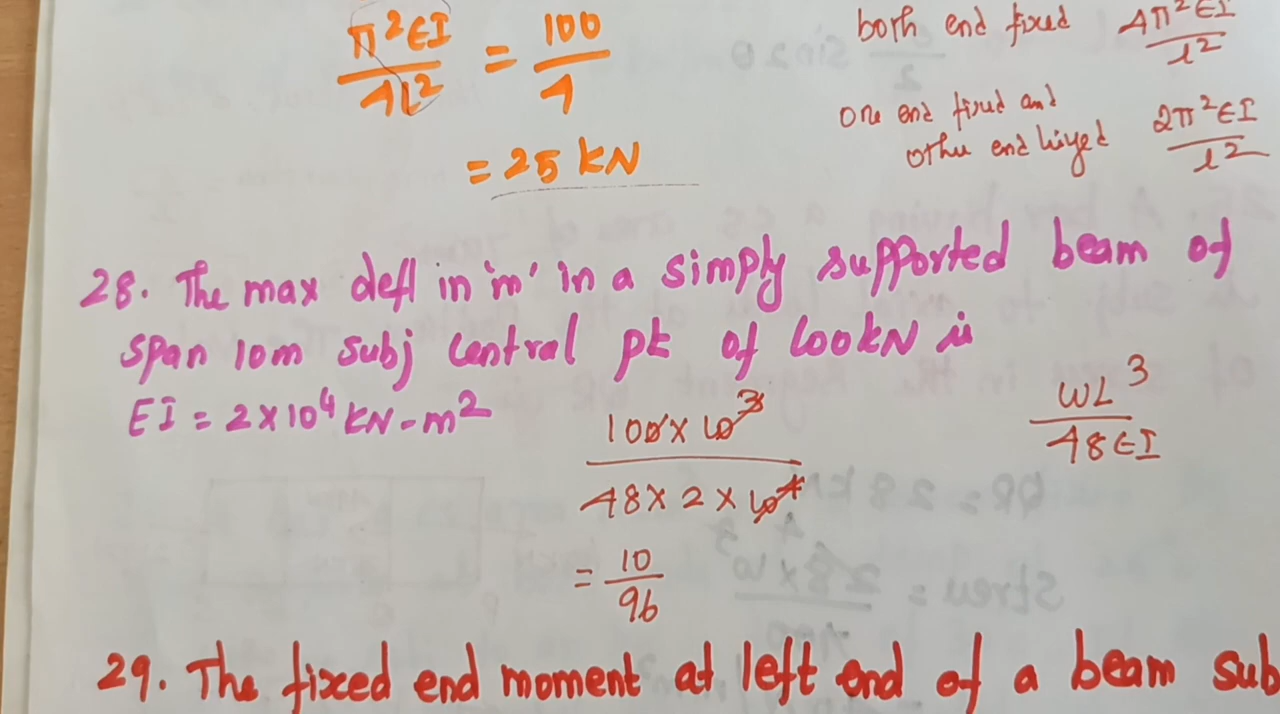 π²EI / 4L² = 100 / 4
= 25 KN
both end fixed 4π²EI / l²
one end fixed and
other end hinged 2π²EI / l²
28. The max defl in 'm' in a simply supported beam of
span 10m subj central pt of 100kN is
EI = 2×10⁴ KN-m²
100×10³ / 48×2×10⁴
WL³ / 48EI
= 10 / 96
29. The fixed end moment at left end of a beam sub